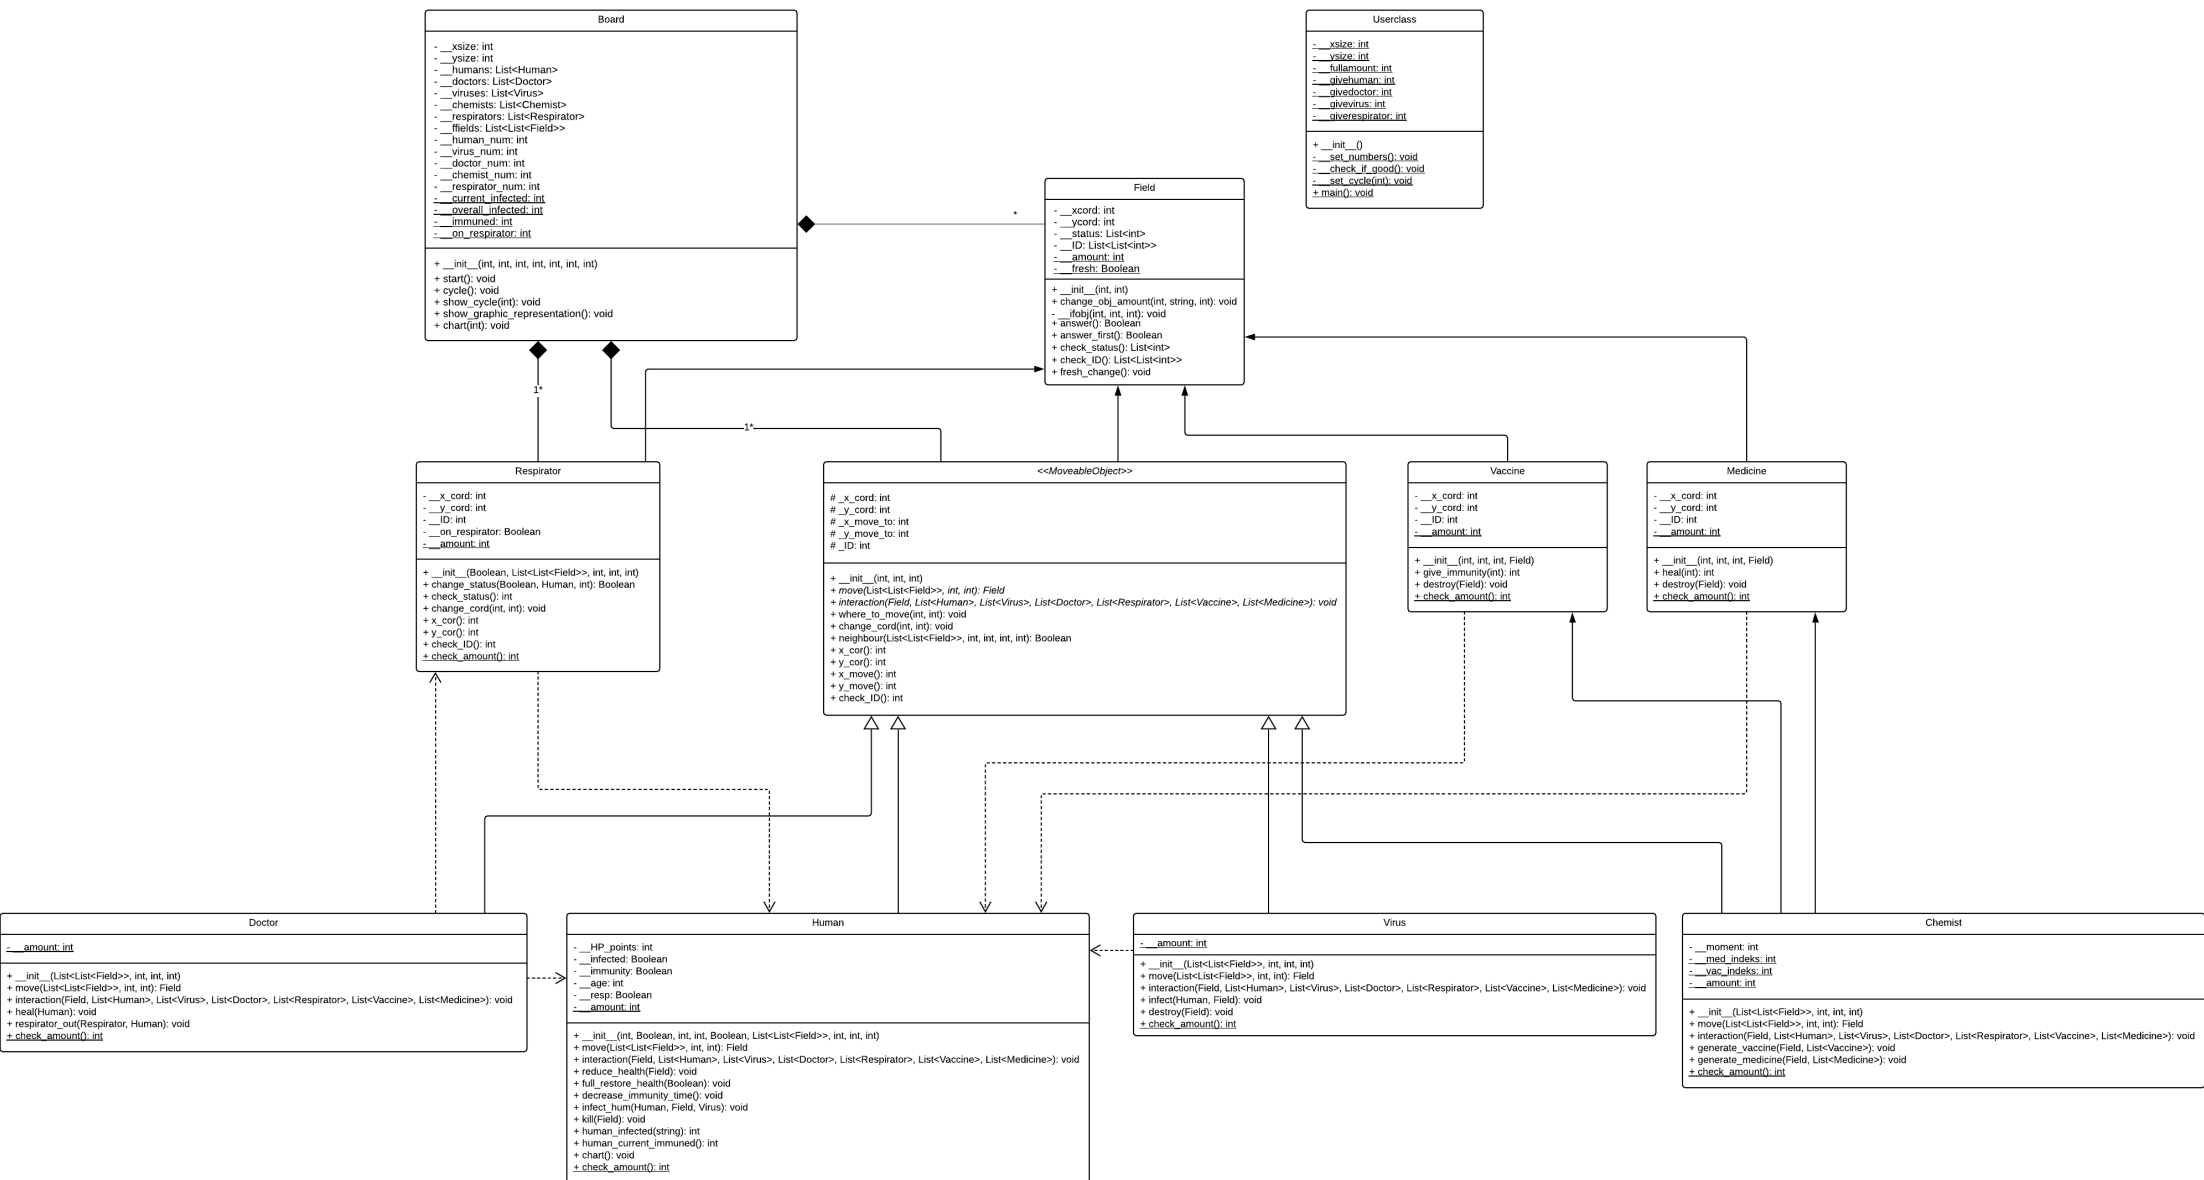 Board
- __xsize: int
- __ysize: int
- __humans: List<Human>
- __doctors: List<Doctor>
- __viruses: List<Virus>
- __chemists: List<Chemist>
- __respirators: List<Respirator>
- __ffields: List<List<Field>>
- __human_num: int
- __virus_num: int
- __doctor_num: int
- __chemist_num: int
- __respirator_num: int
- __current_infected: int
- __overall_infected: int
- __immuned: int
- __on_respirator: int
+ __init__(int, int, int, int, int, int, int)
+ start(): void
+ cycle(): void
+ show_cycle(int): void
+ show_graphic_representation(): void
+ chart(int): void
Userclass
- __xsize: int
- __ysize: int
- __fullamount: int
- __givehuman: int
- __givedoctor: int
- __givevirus: int
- __giverespirator: int
+ __init__()
- __set_numbers(): void
- __check_if_good(): void
- __set_cycle(int): void
+ main(): void
*
Field
- __xcord: int
- __ycord: int
- __status: List<int>
- __ID: List<List<int>>
- __amount: int
- __fresh: Boolean
+ __init__(int, int)
+ change_obj_amount(int, string, int): void
- __ifobj(int, int, int): void
+ answer(): Boolean
+ answer_first(): Boolean
+ check_status(): List<int>
+ check_ID(): List<List<int>>
+ fresh_change(): void
1*
1*
Respirator
- __x_cord: int
- __y_cord: int
- __ID: int
- __on_respirator: Boolean
- __amount: int
+ __init__(Boolean, List<List<Field>>, int, int, int)
+ change_status(Boolean, Human, int): Boolean
+ check_status(): int
+ change_cord(int, int): void
+ x_cor(): int
+ y_cor(): int
+ check_ID(): int
+ check_amount(): int
<<MoveableObject>>
# _x_cord: int
# _y_cord: int
# _x_move_to: int
# _y_move_to: int
# _ID: int
+ __init__(int, int, int)
+ move(List<List<Field>>, int, int): Field
+ interaction(Field, List<Human>, List<Virus>, List<Doctor>, List<Respirator>, List<Vaccine>, List<Medicine>): void
+ where_to_move(int, int): void
+ change_cord(int, int): void
+ neighbour(List<List<Field>>, int, int, int, int): Boolean
+ x_cor(): int
+ y_cor(): int
+ x_move(): int
+ y_move(): int
+ check_ID(): int
Vaccine
- __x_cord: int
- __y_cord: int
- __ID: int
- __amount: int
+ __init__(int, int, int, Field)
+ give_immunity(int): int
+ destroy(Field): void
+ check_amount(): int
Medicine
- __x_cord: int
- __y_cord: int
- __ID: int
- __amount: int
+ __init__(int, int, int, Field)
+ heal(int): int
+ destroy(Field): void
+ check_amount(): int
Doctor
- __amount: int
+ __init__(List<List<Field>>, int, int, int)
+ move(List<List<Field>>, int, int): Field
+ interaction(Field, List<Human>, List<Virus>, List<Doctor>, List<Respirator>, List<Vaccine>, List<Medicine>): void
+ heal(Human): void
+ respirator_out(Respirator, Human): void
+ check_amount(): int
Human
- __HP_points: int
- __infected: Boolean
- __immunity: Boolean
- __age: int
- __resp: Boolean
- __amount: int
+ __init__(int, Boolean, int, int, Boolean, List<List<Field>>, int, int, int)
+ move(List<List<Field>>, int, int): Field
+ interaction(Field, List<Human>, List<Virus>, List<Doctor>, List<Respirator>, List<Vaccine>, List<Medicine>): void
+ reduce_health(Field): void
+ full_restore_health(Boolean): void
+ decrease_immunity_time(): void
+ infect_hum(Human, Field, Virus): void
+ kill(Field): void
+ human_infected(string): int
+ human_current_immuned(): int
+ chart(): void
+ check_amount(): int
Virus
- __amount: int
+ __init__(List<List<Field>>, int, int, int)
+ move(List<List<Field>>, int, int): Field
+ interaction(Field, List<Human>, List<Virus>, List<Doctor>, List<Respirator>, List<Vaccine>, List<Medicine>): void
+ infect(Human, Field): void
+ destroy(Field): void
+ check_amount(): int
Chemist
- __moment: int
- __med_indeks: int
- __vac_indeks: int
- __amount: int
+ __init__(List<List<Field>>, int, int, int)
+ move(List<List<Field>>, int, int): Field
+ interaction(Field, List<Human>, List<Virus>, List<Doctor>, List<Respirator>, List<Vaccine>, List<Medicine>): void
+ generate_vaccine(Field, List<Vaccine>): void
+ generate_medicine(Field, List<Medicine>): void
+ check_amount(): int